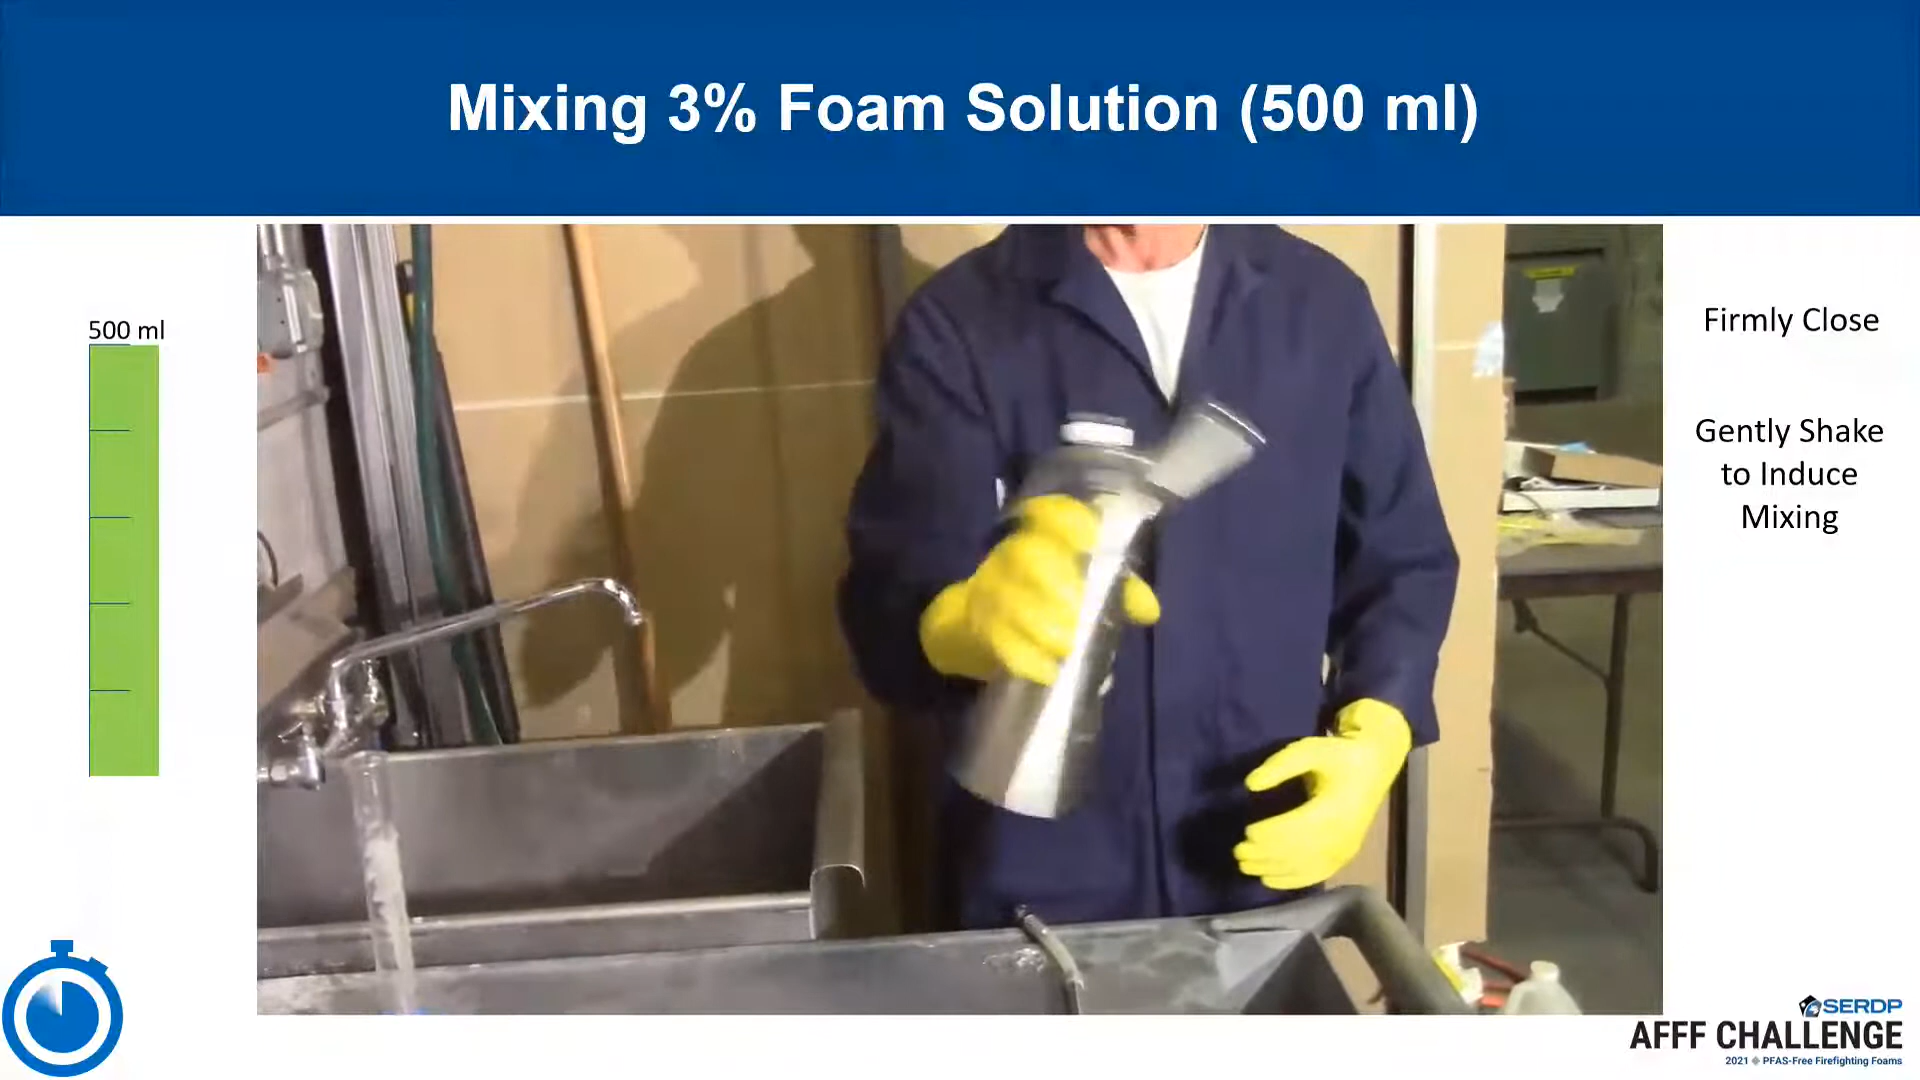 Mixing 3% Foam Solution (500 ml)
500 ml
Firmly Close
Gently Shake
to Induce
Mixing
SERDP
AFFF CHALLENGE
2021 ◆ PFAS-Free Firefighting Foams